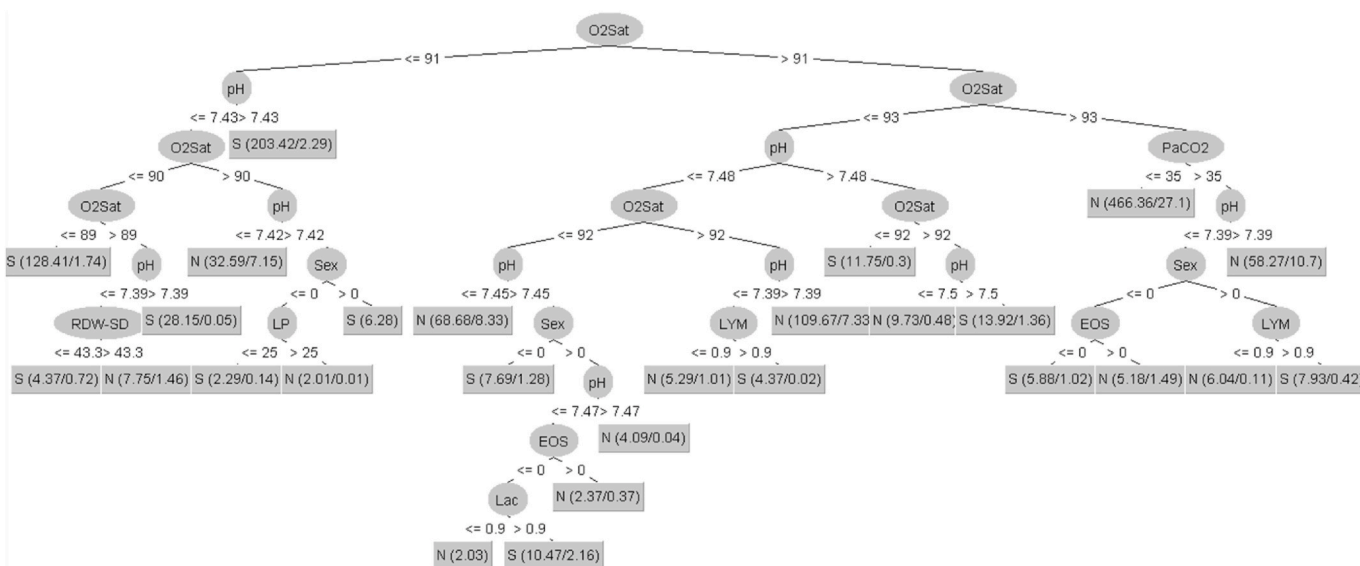 O2Sat
<= 91 > 91
pH O2Sat
<= 7.43 > 7.43 <= 93 > 93
O2Sat S (203.42/2.29) pH PaCO2
<= 90 > 90 <= 7.48 > 7.48 <= 35 > 35
O2Sat pH O2Sat O2Sat N (466.36/27.1) pH
<= 89 > 89 <= 7.42 > 7.42 <= 92 > 92 <= 92 > 92 <= 7.39 > 7.39
S (128.41/1.74) pH N (32.59/7.15) Sex pH pH S (11.75/0.3) pH Sex N (58.27/10.7)
<= 7.39 > 7.39 <= 0 > 0 <= 7.45 > 7.45 <= 7.39 > 7.39 <= 7.5 > 7.5 <= 0 > 0
RDW-SD S (28.15/0.05) LP S (6.28) N (68.68/8.33) Sex LYM N (109.67/7.33 N (9.73/0.48) S (13.92/1.36) EOS LYM
<= 43.3 > 43.3 <= 25 > 25 <= 0 > 0 <= 0.9 > 0.9 <= 0 > 0 <= 0.9 > 0.9
S (4.37/0.72) N (7.75/1.46) S (2.29/0.14) N (2.01/0.01) S (7.69/1.28) pH N (5.29/1.01) S (4.37/0.02) S (5.88/1.02) N (5.18/1.49) N (6.04/0.11) S (7.93/0.42)
<= 7.47 > 7.47
EOS N (4.09/0.04)
<= 0 > 0
Lac N (2.37/0.37)
<= 0.9 > 0.9
N (2.03) S (10.47/2.16)